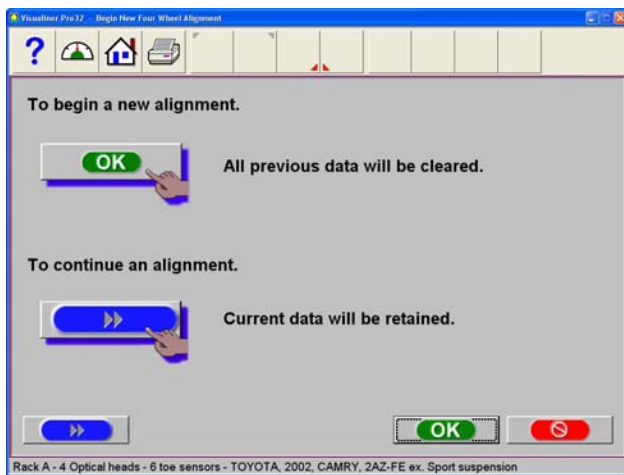 Visualiner Pro32 - Begin New Four Wheel Alignment
?
To begin a new alignment.
OK
All previous data will be cleared.
To continue an alignment.
Current data will be retained.
OK
Rack A - 4 Optical heads - 6 toe sensors - TOYOTA, 2002, CAMRY, 2AZ-FE ex. Sport suspension